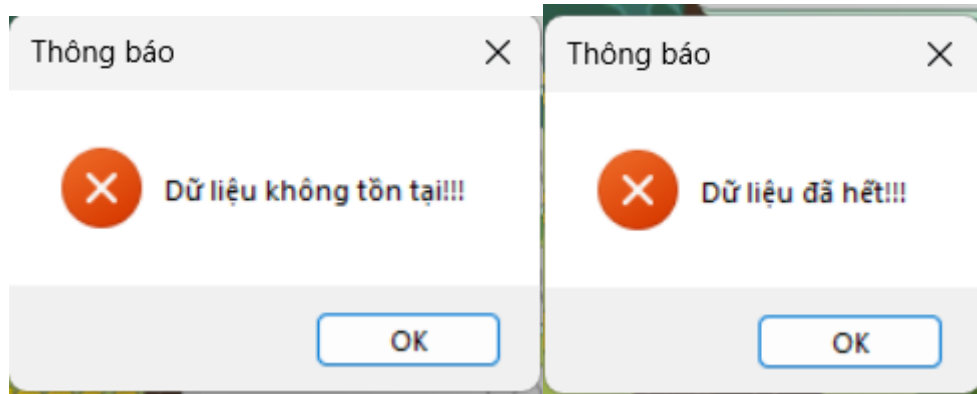 Thông báo
Dữ liệu không tồn tại!!!
OK
Thông báo
Dữ liệu đã hết!!!
OK